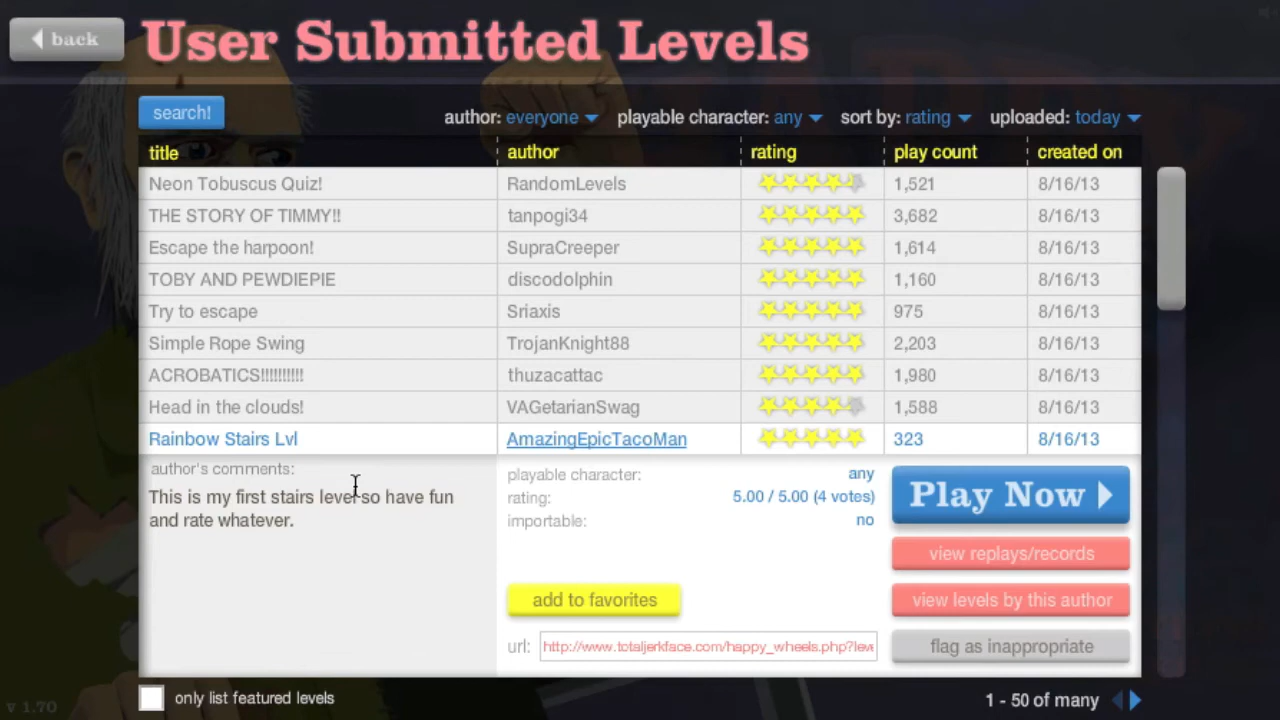 back
User Submitted Levels
search!
author: everyone playable character: any sort by: rating uploaded: today
title author rating play count created on
Neon Tobuscus Quiz! RandomLevels 1,521 8/16/13
THE STORY OF TIMMY!! tanpogi34 3,682 8/16/13
Escape the harpoon! SupraCreeper 1,614 8/16/13
TOBY AND PEWDIEPIE discodolphin 1,160 8/16/13
Try to escape Sriaxis 975 8/16/13
Simple Rope Swing TrojanKnight88 2,203 8/16/13
ACROBATICS!!!!!!!!!! thuzacattac 1,980 8/16/13
Head in the clouds! VAGetarianSwag 1,588 8/16/13
Rainbow Stairs Lvl AmazingEpicTacoMan 323 8/16/13
author's comments:
This is my first stairs level so have fun
and rate whatever.
playable character: any
rating: 5.00 / 5.00 (4 votes)
importable: no
add to favorites
url: http://www.totaljerkface.com/happy_wheels.php?leve
Play Now
view replays/records
view levels by this author
flag as inappropriate
only list featured levels
1 - 50 of many
v 1.70